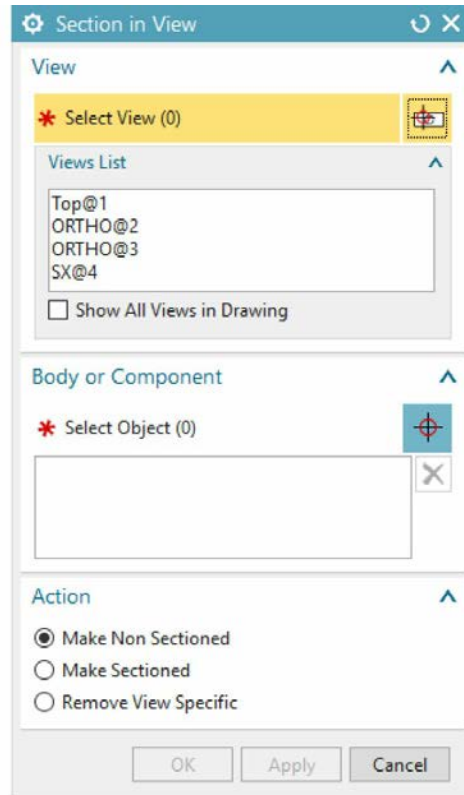 Section in View
View
* Select View (0)
Views List
Top@1
ORTHO@2
ORTHO@3
SX@4
Show All Views in Drawing
Body or Component
* Select Object (0)
Action
Make Non Sectioned
Make Sectioned
Remove View Specific
OK Apply Cancel